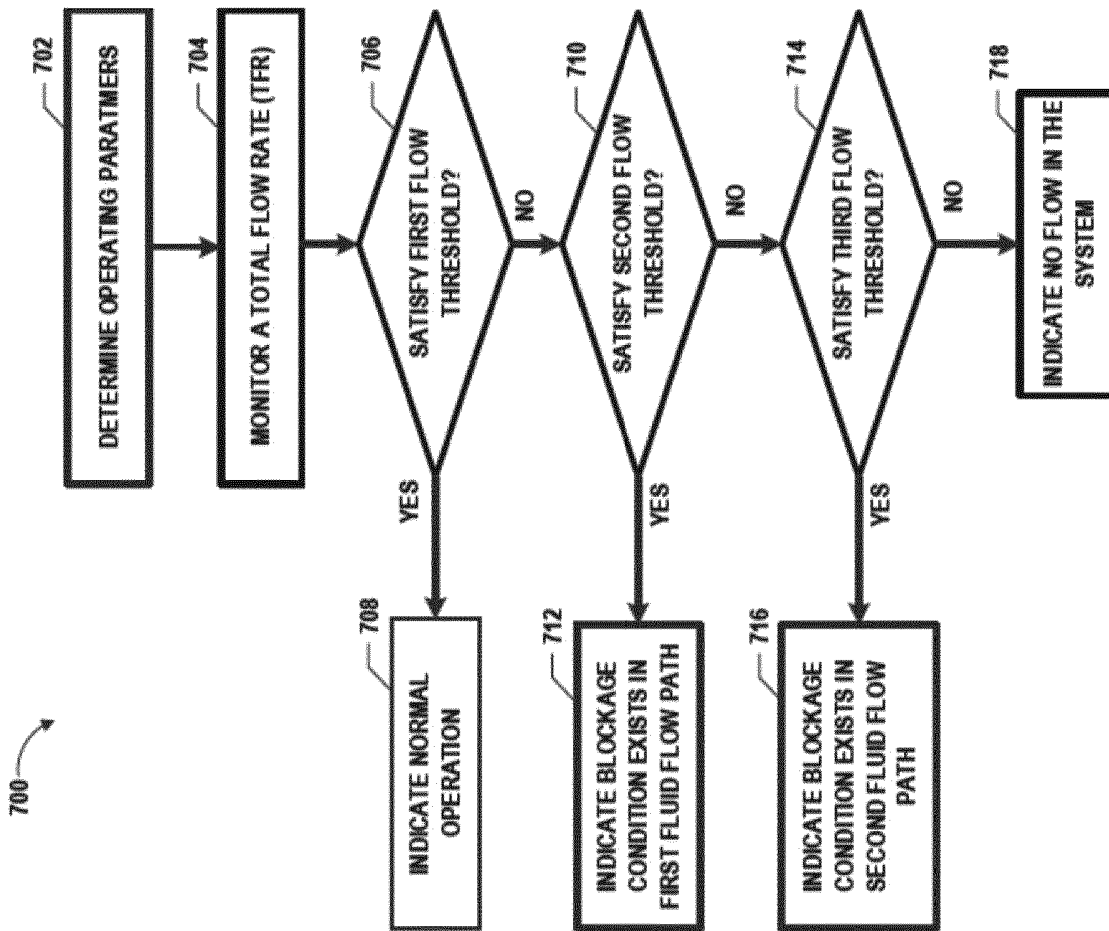 700
702
DETERMINE OPERATING PARATMERS
704
MONITOR A TOTAL FLOW RATE (TFR)
706
SATISFY FIRST FLOW
THRESHOLD?
YES
NO
708
INDICATE NORMAL
OPERATION
710
SATISFY SECOND FLOW
THRESHOLD?
YES
NO
712
INDICATE BLOCKAGE
CONDITION EXISTS IN
FIRST FLUID FLOW PATH
714
SATISFY THIRD FLOW
THRESHOLD?
YES
NO
716
INDICATE BLOCKAGE
CONDITION EXISTS IN
SECOND FLUID FLOW
PATH
718
INDICATE NO FLOW IN THE
SYSTEM